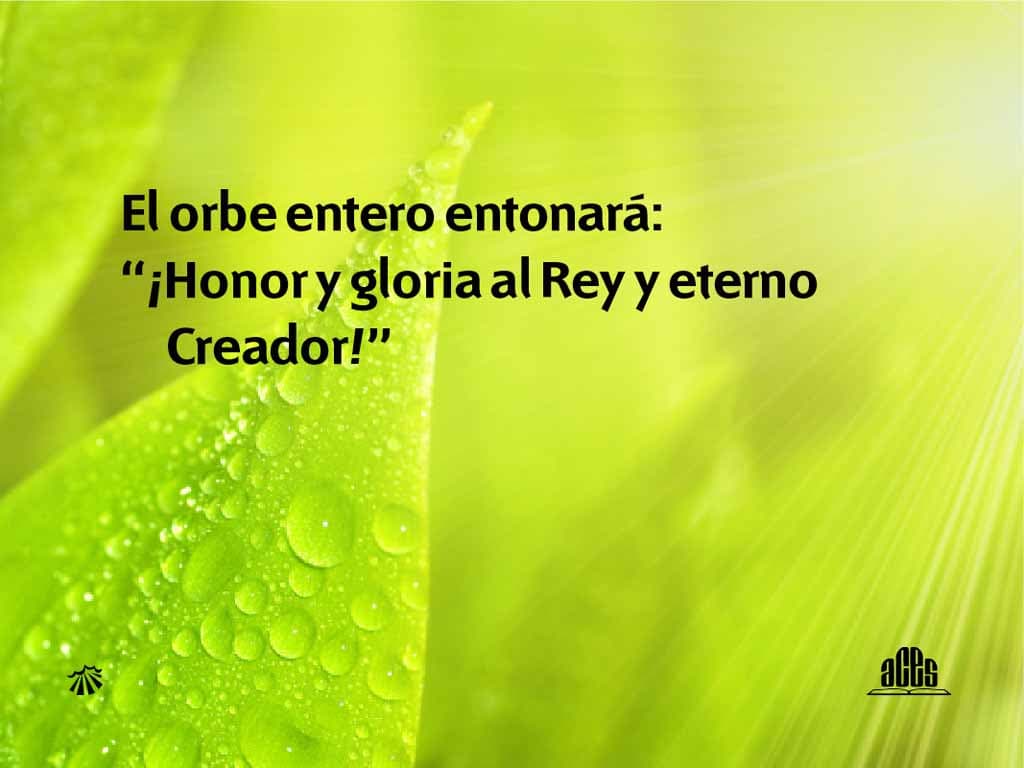 El orbe entero entonará:
“¡Honor y gloria al Rey y eterno
Creador!”
aces